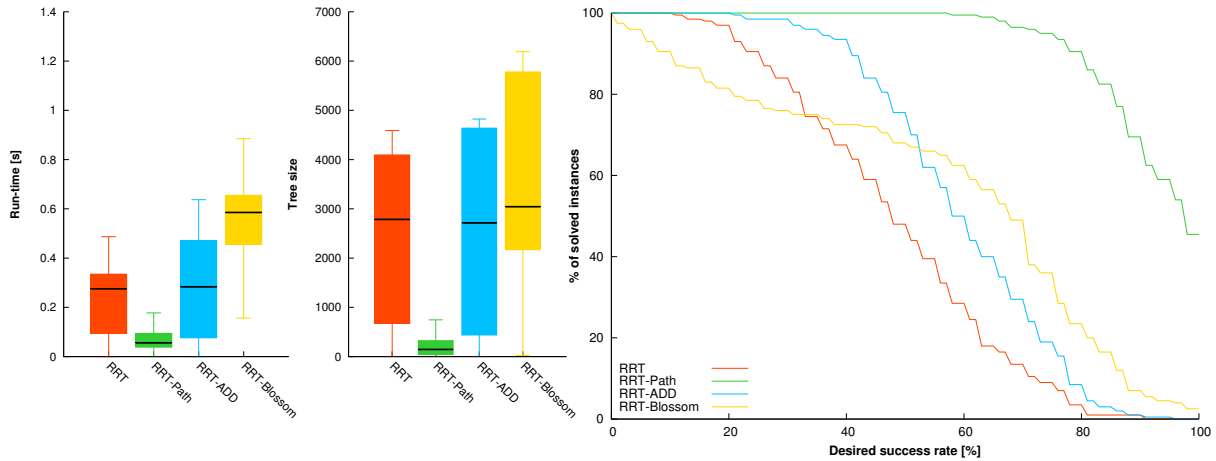 Run-time [s]
1.4
1.2
1
0.8
0.6
0.4
0.2
0
RRT
RRT-Path
RRT-ADD
RRT-Blossom
Tree size
7000
6000
5000
4000
3000
2000
1000
0
RRT
RRT-Path
RRT-ADD
RRT-Blossom
% of solved instances
100
80
60
40
20
0
RRT
RRT-Path
RRT-ADD
RRT-Blossom
0 20 40 60 80 100
Desired success rate [%]